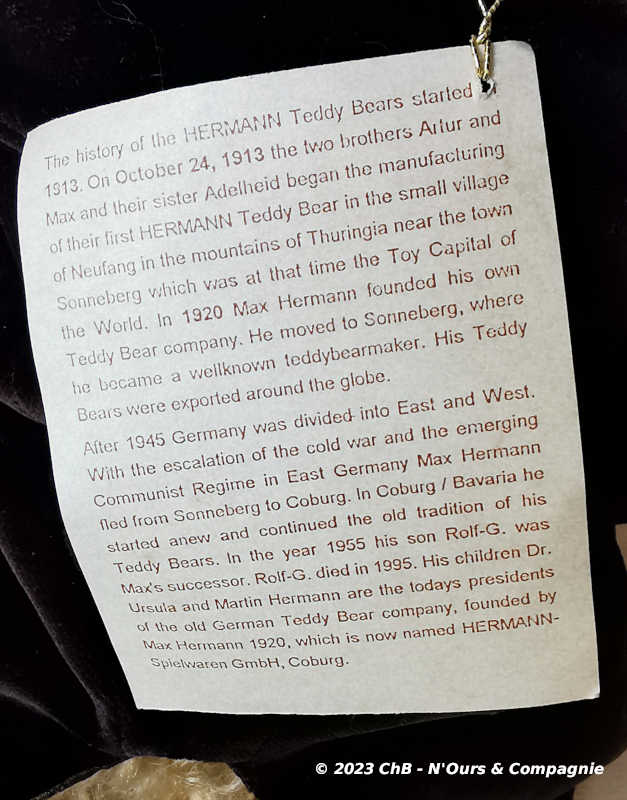 The history of the HERMANN Teddy Bears started
1913. On October 24, 1913 the two brothers Artur and
Max and their sister Adelheid began the manufacturing
of their first HERMANN Teddy Bear in the small village
of Neufang in the mountains of Thuringia near the town
Sonneberg which was at that time the Toy Capital of
the World. In 1920 Max Hermann founded his own
Teddy Bear company. He moved to Sonneberg, where
he became a wellknown teddybearmaker. His Teddy
Bears were exported around the globe.
After 1945 Germany was divided into East and West.
With the escalation of the cold war and the emerging
Communist Regime in East Germany Max Hermann
fled from Sonneberg to Coburg. In Coburg / Bavaria he
started anew and continued the old tradition of his
Teddy Bears. In the year 1955 his son Rolf-G. was
Max's successor. Rolf-G. died in 1995. His children Dr.
Ursula and Martin Hermann are the todays presidents
of the old German Teddy Bear company, founded by
Max Hermann 1920, which is now named HERMANN-
Spielwaren GmbH, Coburg.
© 2023 ChB - N'Ours & Compagnie